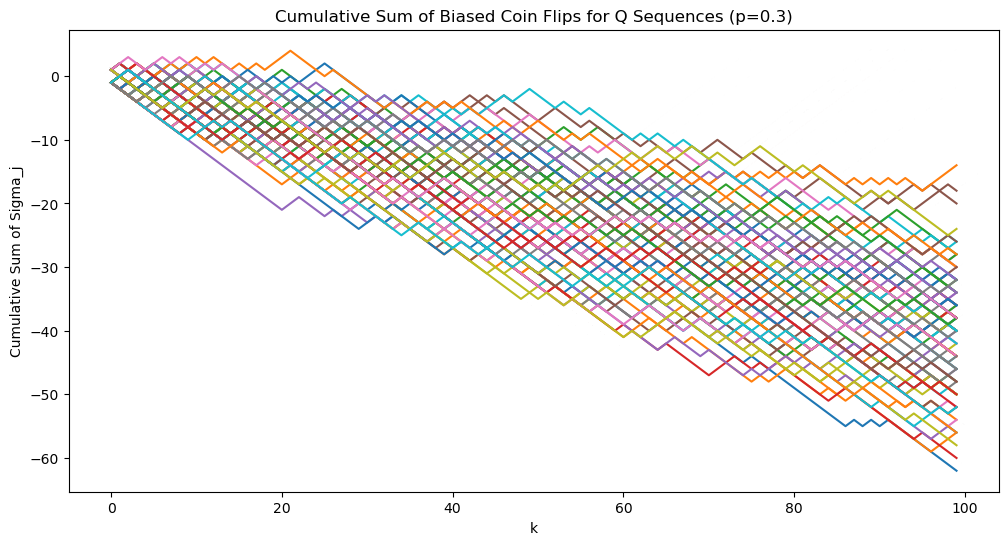 Cumulative Sum of Biased Coin Flips for Q Sequences (p=0.3)
Cumulative Sum of Sigma_j
0
−10
−20
−30
−40
−50
−60
0 20 40 60 80 100
k